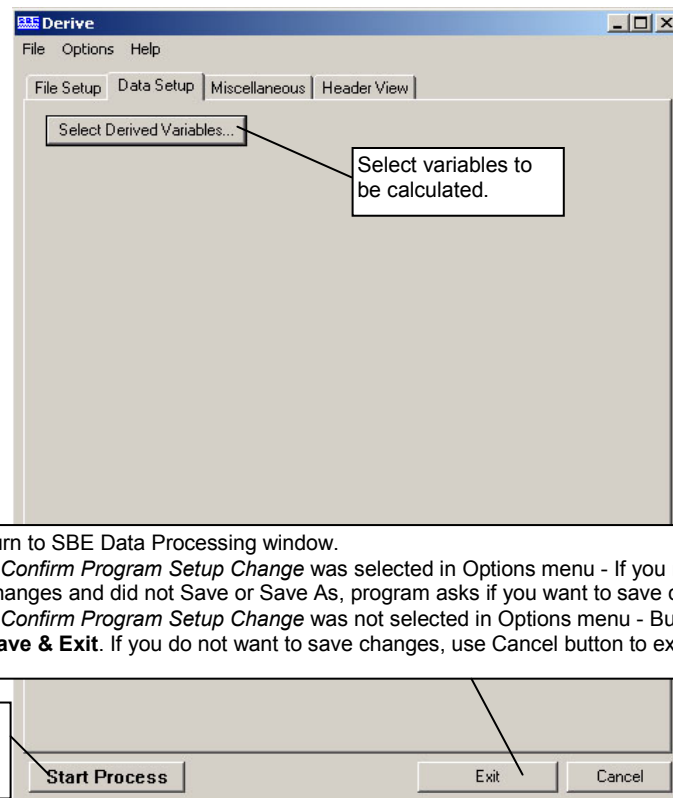 SBE Derive
File Options Help
File Setup Data Setup Miscellaneous Header View
Select Derived Variables...
Select variables to
be calculated.
urn to SBE Data Processing window.
Confirm Program Setup Change was selected in Options menu - If you
anges and did not Save or Save As, program asks if you want to save
Confirm Program Setup Change was not selected in Options menu - Bu
ave & Exit. If you do not want to save changes, use Cancel button to ex
Start Process
Exit
Cancel